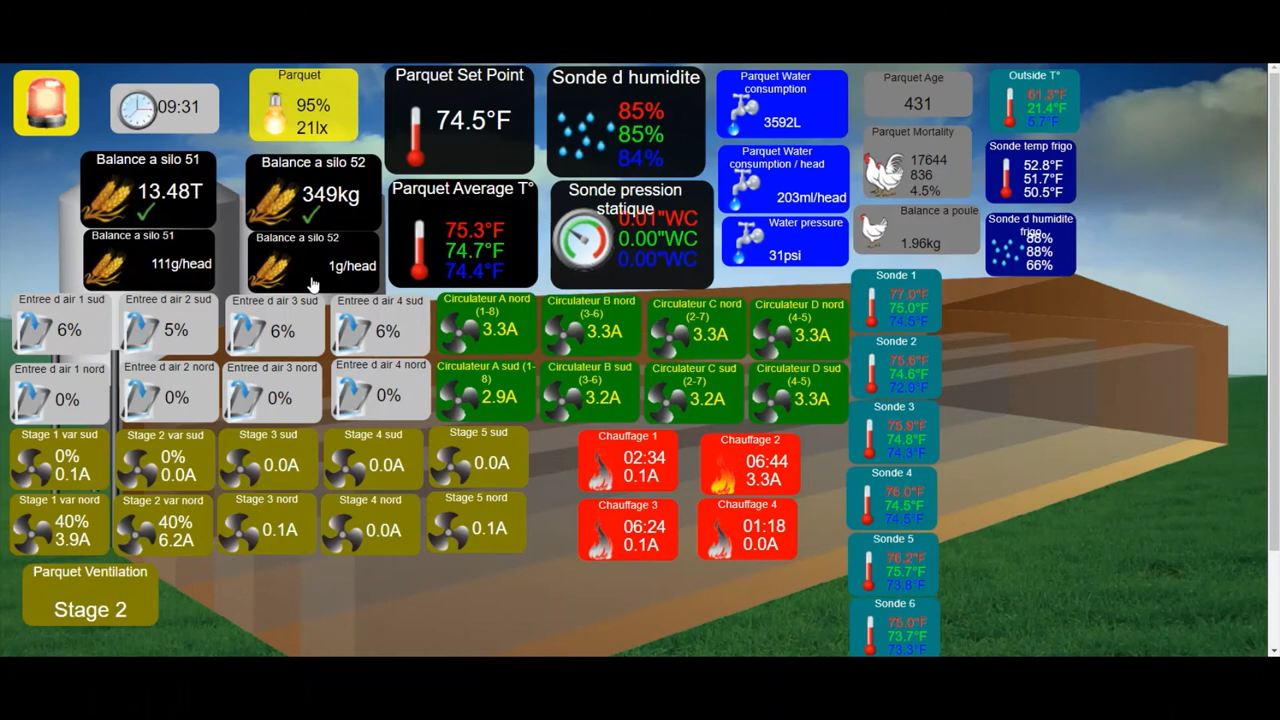 09:31
Parquet
95%
21lx
Parquet Set Point
74.5°F
Sonde d humidite
85%
85%
84%
Parquet Water
consumption
3592L
Parquet Age
431
Outside T°
61.3°F
21.4°F
5.7°F
Balance a silo 51
13.48T
Balance a silo 52
349kg
Parquet Average T°
75.3°F
74.7°F
74.4°F
Sonde pression
statique
0.01"WC
0.00"WC
0.00"WC
Parquet Water
consumption / head
203ml/head
Parquet Mortality
17644
836
4.5%
Sonde temp frigo
52.8°F
51.7°F
50.5°F
Balance a silo 51
111g/head
Balance a silo 52
1g/head
Water pressure
31psi
Balance a poule
1.96kg
Sonde d humidite
frigo
88%
88%
66%
Entree d air 1 sud
6%
Entree d air 2 sud
5%
Entree d air 3 sud
6%
Entree d air 4 sud
6%
Circulateur A nord
(1-8)
3.3A
Circulateur B nord
(3-6)
3.3A
Circulateur C nord
(2-7)
3.3A
Circulateur D nord
(4-5)
3.3A
Sonde 1
77.0°F
75.0°F
74.5°F
Entree d air 1 nord
0%
Entree d air 2 nord
0%
Entree d air 3 nord
0%
Entree d air 4 nord
0%
Circulateur A sud (1-
8)
2.9A
Circulateur B sud
(3-6)
3.2A
Circulateur C sud
(2-7)
3.2A
Circulateur D sud
(4-5)
3.3A
Sonde 2
75.6°F
74.6°F
72.9°F
Stage 1 var sud
0%
0.1A
Stage 2 var sud
0%
0.0A
Stage 3 sud
0.0A
Stage 4 sud
0.0A
Stage 5 sud
0.0A
Chauffage 1
02:34
0.1A
Chauffage 2
06:44
3.3A
Sonde 3
75.9°F
74.8°F
74.3°F
Stage 1 var nord
40%
3.9A
Stage 2 var nord
40%
6.2A
Stage 3 nord
0.1A
Stage 4 nord
0.0A
Stage 5 nord
0.1A
Chauffage 3
06:24
0.1A
Chauffage 4
01:18
0.0A
Sonde 4
76.0°F
74.5°F
74.5°F
Sonde 5
76.2°F
75.7°F
73.8°F
Parquet Ventilation
Stage 2
Sonde 6
75.0°F
73.7°F
73.3°F